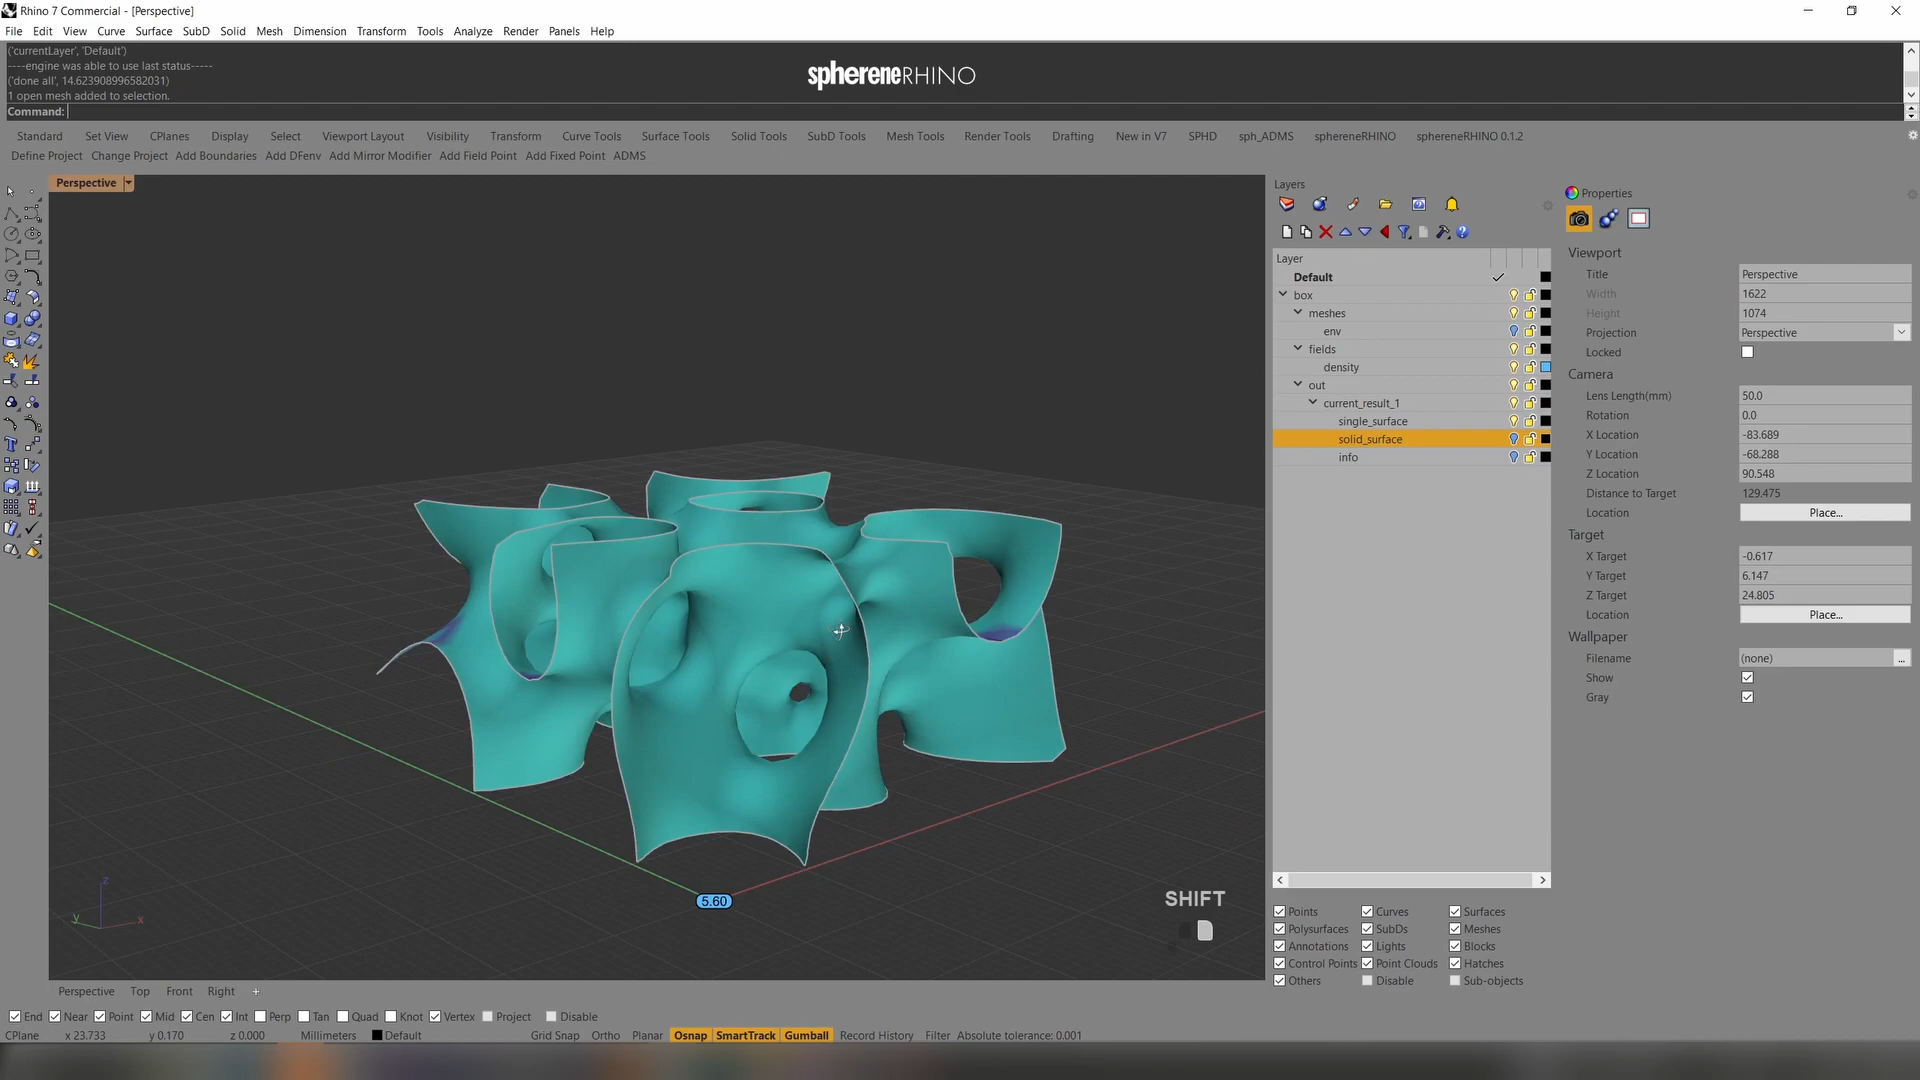 Rhino 7 Commercial - [Perspective]
File Edit View Curve Surface SubD Solid Mesh Dimension Transform Tools Analyze Render Panels Help
('currentLayer', 'Default')
----engine was able to use last status-----
('done all', 14.623908996582031)
1 open mesh added to selection.
sphereneRHINO
Command:
Standard Set View CPlanes Display Select Viewport Layout Visibility Transform Curve Tools Surface Tools Solid Tools SubD Tools Mesh Tools Render Tools Drafting New in V7 SPHD sph_ADMS sphereneRHINO sphereneRHINO 0.1.2
Define Project Change Project Add Boundaries Add DFenv Add Mirror Modifier Add Field Point Add Fixed Point ADMS
Perspective
5.60
z
y
x
SHIFT
Layers
Layer
Default
box
meshes
env
fields
density
out
current_result_1
single_surface
solid_surface
info
Points Curves Surfaces
Polysurfaces SubDs Meshes
Annotations Lights Blocks
Control Points Point Clouds Hatches
Others Disable Sub-objects
Properties
Viewport
Title Perspective
Width 1622
Height 1074
Projection Perspective
Locked
Camera
Lens Length(mm) 50.0
Rotation 0.0
X Location -83.689
Y Location -68.288
Z Location 90.548
Distance to Target 129.475
Location Place...
Target
X Target -0.617
Y Target 6.147
Z Target 24.805
Location Place...
Wallpaper
Filename (none) ...
Show
Gray
Perspective Top Front Right
End Near Point Mid Cen Int Perp Tan Quad Knot Vertex Project Disable
CPlane x 23.733 y 0.170 z 0.000 Millimeters Default Grid Snap Ortho Planar Osnap SmartTrack Gumball Record History Filter Absolute tolerance: 0.001